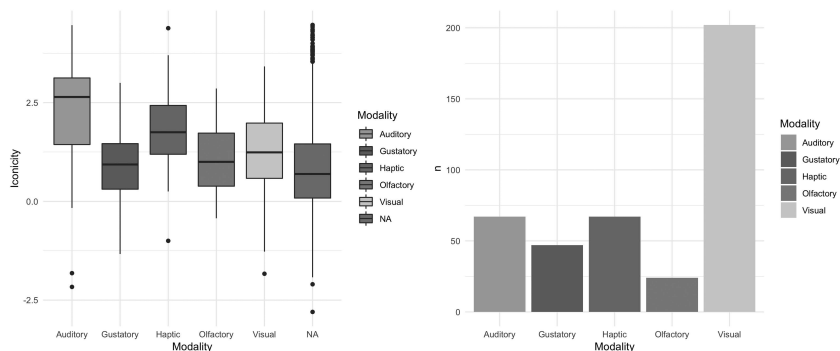 Iconicity
2.5
0.0
-2.5
Auditory Gustatory Haptic Olfactory Visual NA
Modality
Modality
Auditory
Gustatory
Haptic
Olfactory
Visual
NA
n
200
150
100
50
0
Auditory Gustatory Haptic Olfactory Visual
Modality
Modality
Auditory
Gustatory
Haptic
Olfactory
Visual